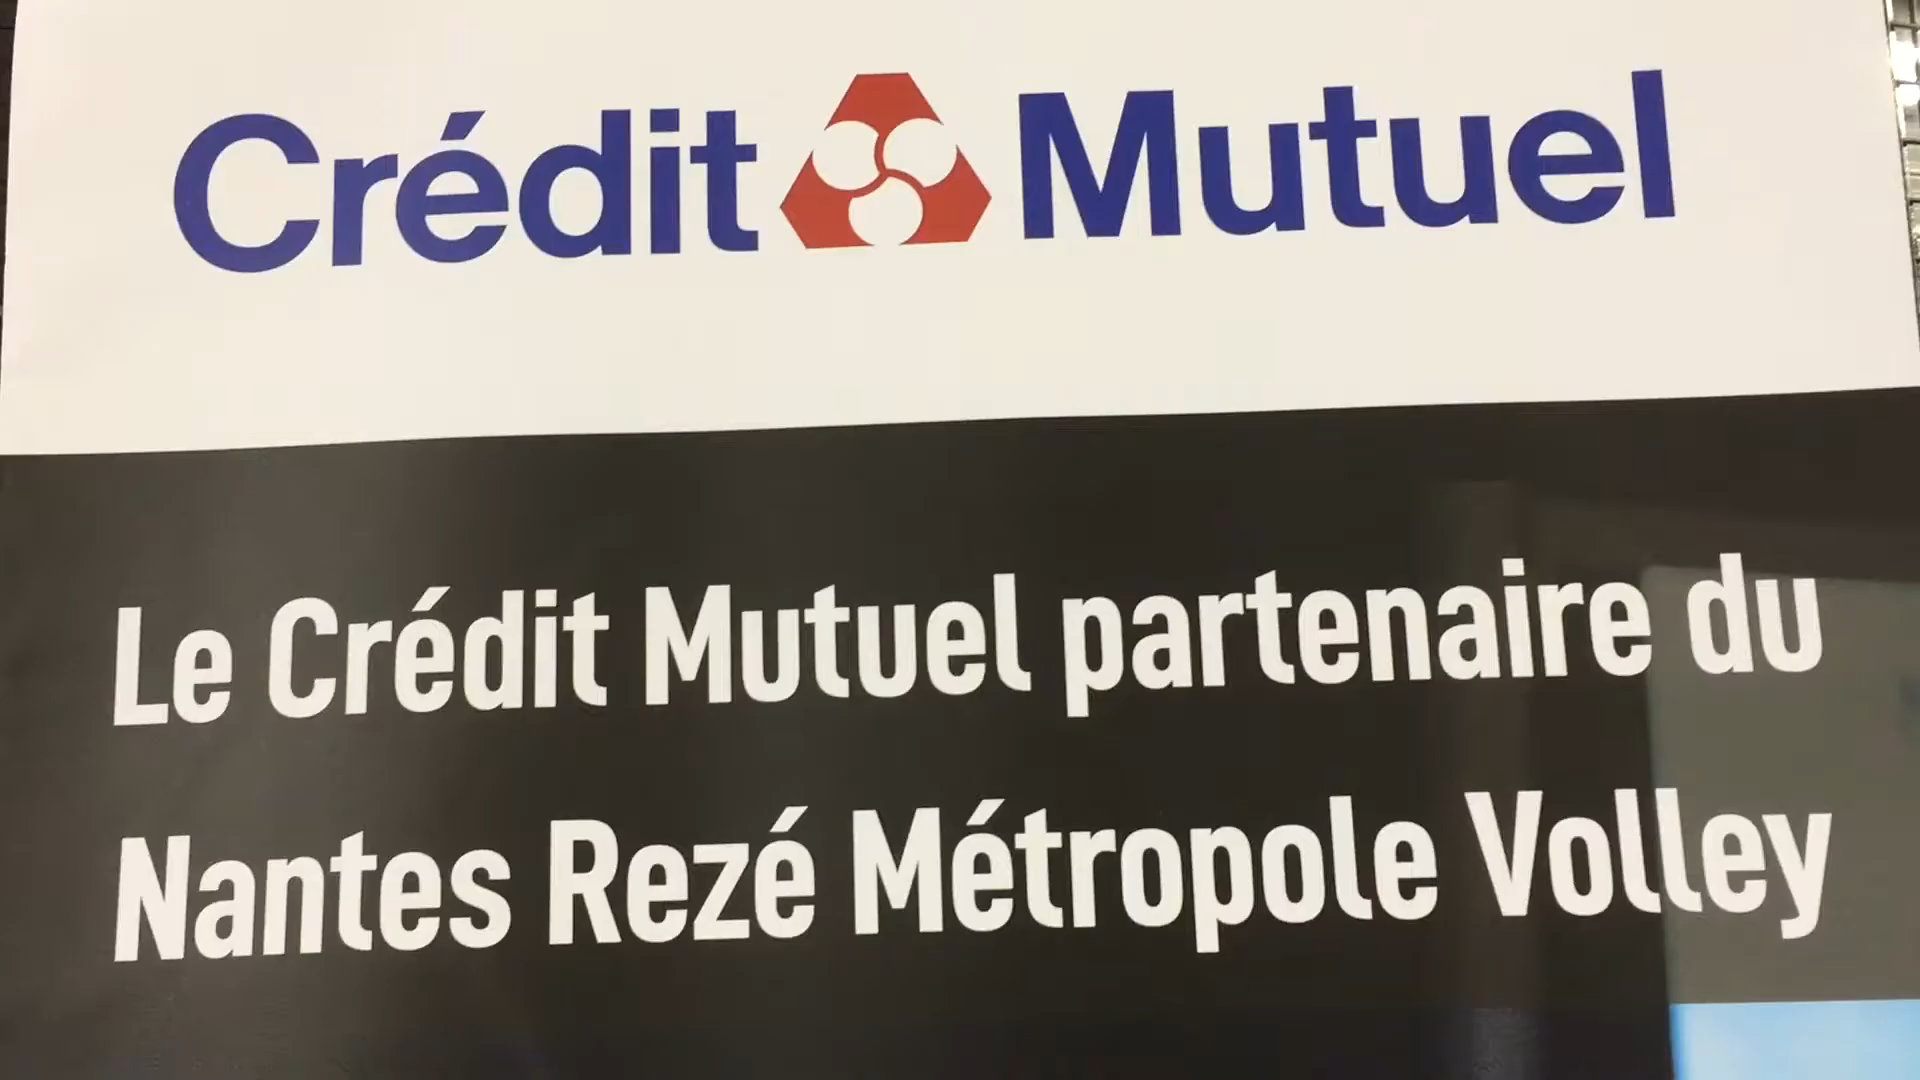 Crédit Mutuel
Le Crédit Mutuel partenaire du
Nantes Rezé Métropole Volley